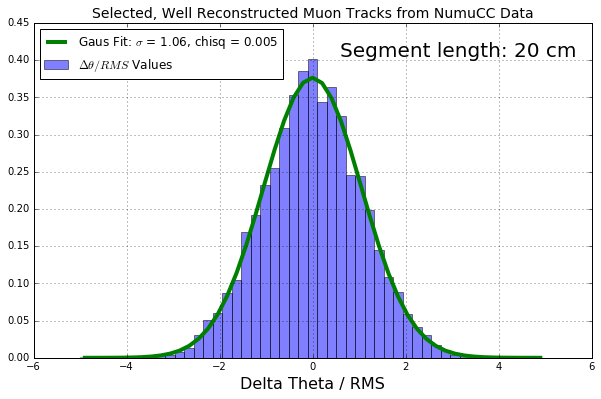 Selected, Well Reconstructed Muon Tracks from NumuCC Data
Gaus Fit: σ = 1.06, chisq = 0.005
Δθ/RMS Values
Segment length: 20 cm
0.45
0.40
0.35
0.30
0.25
0.20
0.15
0.10
0.05
0.00
−6 −4 −2 0 2 4 6
Delta Theta / RMS